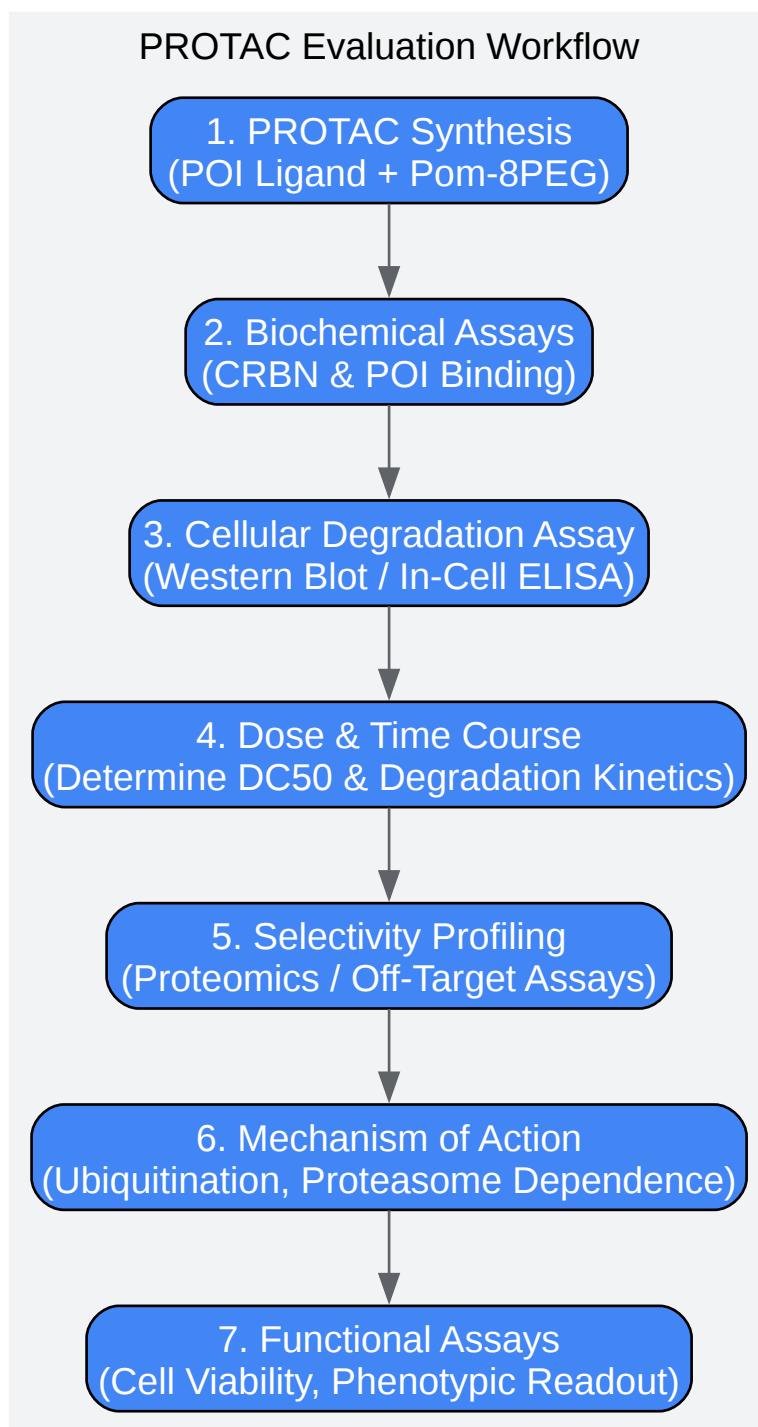 PROTAC Evaluation Workflow
1. PROTAC Synthesis
(POI Ligand + Pom-8PEG)
2. Biochemical Assays
(CRBN & POI Binding)
3. Cellular Degradation Assay
(Western Blot / In-Cell ELISA)
4. Dose & Time Course
(Determine DC50 & Degradation Kinetics)
5. Selectivity Profiling
(Proteomics / Off-Target Assays)
6. Mechanism of Action
(Ubiquitination, Proteasome Dependence)
7. Functional Assays
(Cell Viability, Phenotypic Readout)